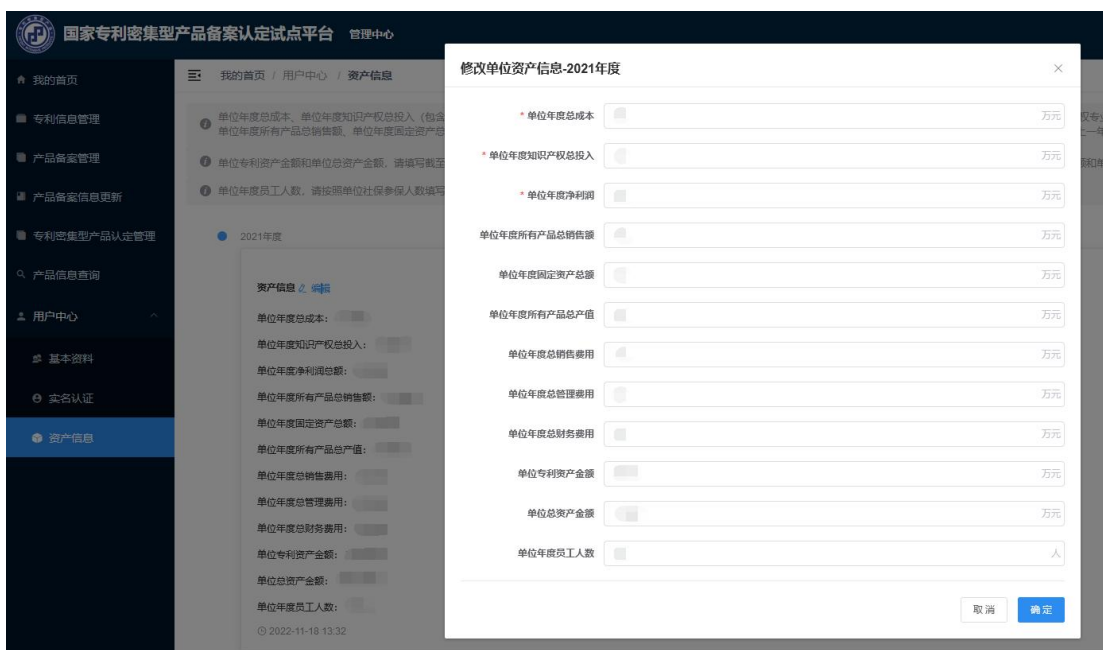 国家专利密集型产品备案认定试点平台 管理中心
我的首页
专利信息管理
产品备案管理
产品备案信息更新
专利密集型产品认定管理
产品信息查询
用户中心
基本资料
实名认证
资产信息
我的首页 / 用户中心 / 资产信息
单位年度总成本、单位年度知识产权总投入（包含
单位年度所有产品总销售额、单位年度固定资产总
单位专利资产金额和单位总资产金额，请填写截至
单位年度员工人数，请按照单位社保参保人数填写
2021年度
资产信息 编辑
单位年度总成本：
单位年度知识产权总投入：
单位年度净利润总额：
单位年度所有产品总销售额：
单位年度固定资产总额：
单位年度所有产品总产值：
单位年度总销售费用：
单位年度总管理费用：
单位年度总财务费用：
单位专利资产金额：
单位总资产金额：
单位年度员工人数：
2022-11-18 13:32
修改单位资产信息-2021年度
* 单位年度总成本 万元
* 单位年度知识产权总投入 万元
* 单位年度净利润 万元
单位年度所有产品总销售额 万元
单位年度固定资产总额 万元
单位年度所有产品总产值 万元
单位年度总销售费用 万元
单位年度总管理费用 万元
单位年度总财务费用 万元
单位专利资产金额 万元
单位总资产金额 万元
单位年度员工人数 人
取消 确定